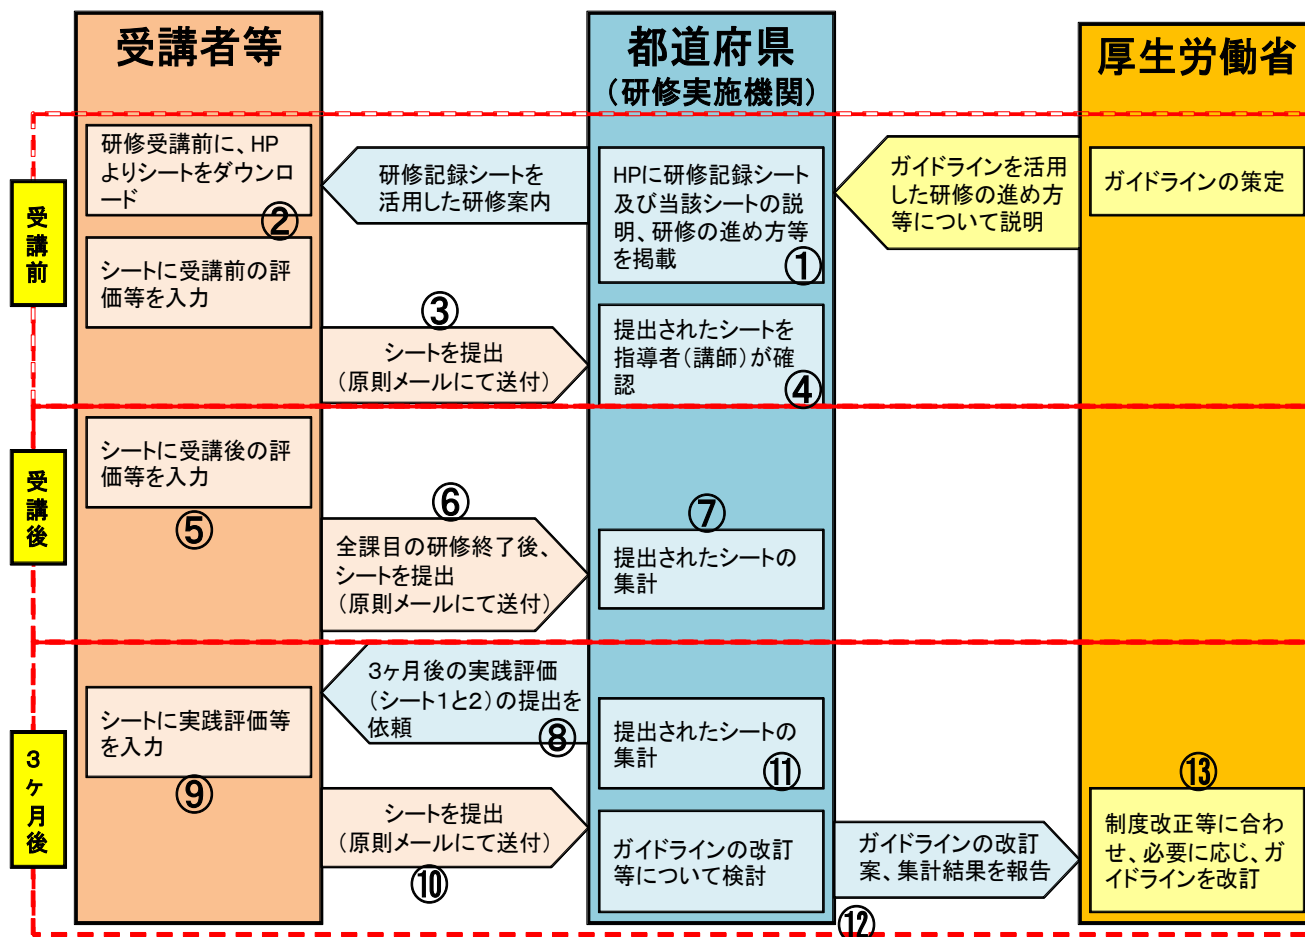 受講者等
都道府県
(研修実施機関)
厚生労働省
受講前
研修受講前に、HP
よりシートをダウンロ
ード
②
シートに受講前の評
価等を入力
研修記録シートを
活用した研修案内
③
シートを提出
(原則メールにて送付)
HPに研修記録シート
及び当該シートの説
明、研修の進め方等
を掲載
①
提出されたシートを
指導者(講師)が確
認
④
ガイドラインを活用
した研修の進め方
等について説明
ガイドラインの策定
受講後
シートに受講後の評
価等を入力
⑤
⑥
全課目の研修終了後、
シートを提出
(原則メールにて送付)
⑦
提出されたシートの
集計
3ヶ月後
3ヶ月後の実践評価
(シート1と2)の提出を
依頼
⑧
シートに実践評価等
を入力
⑨
シートを提出
(原則メールにて送付)
⑩
提出されたシートの
集計
⑪
ガイドラインの改訂
等について検討
ガイドラインの改訂
案、集計結果を報告
⑫
⑬
制度改正等に合わ
せ、必要に応じ、ガ
イドラインを改訂